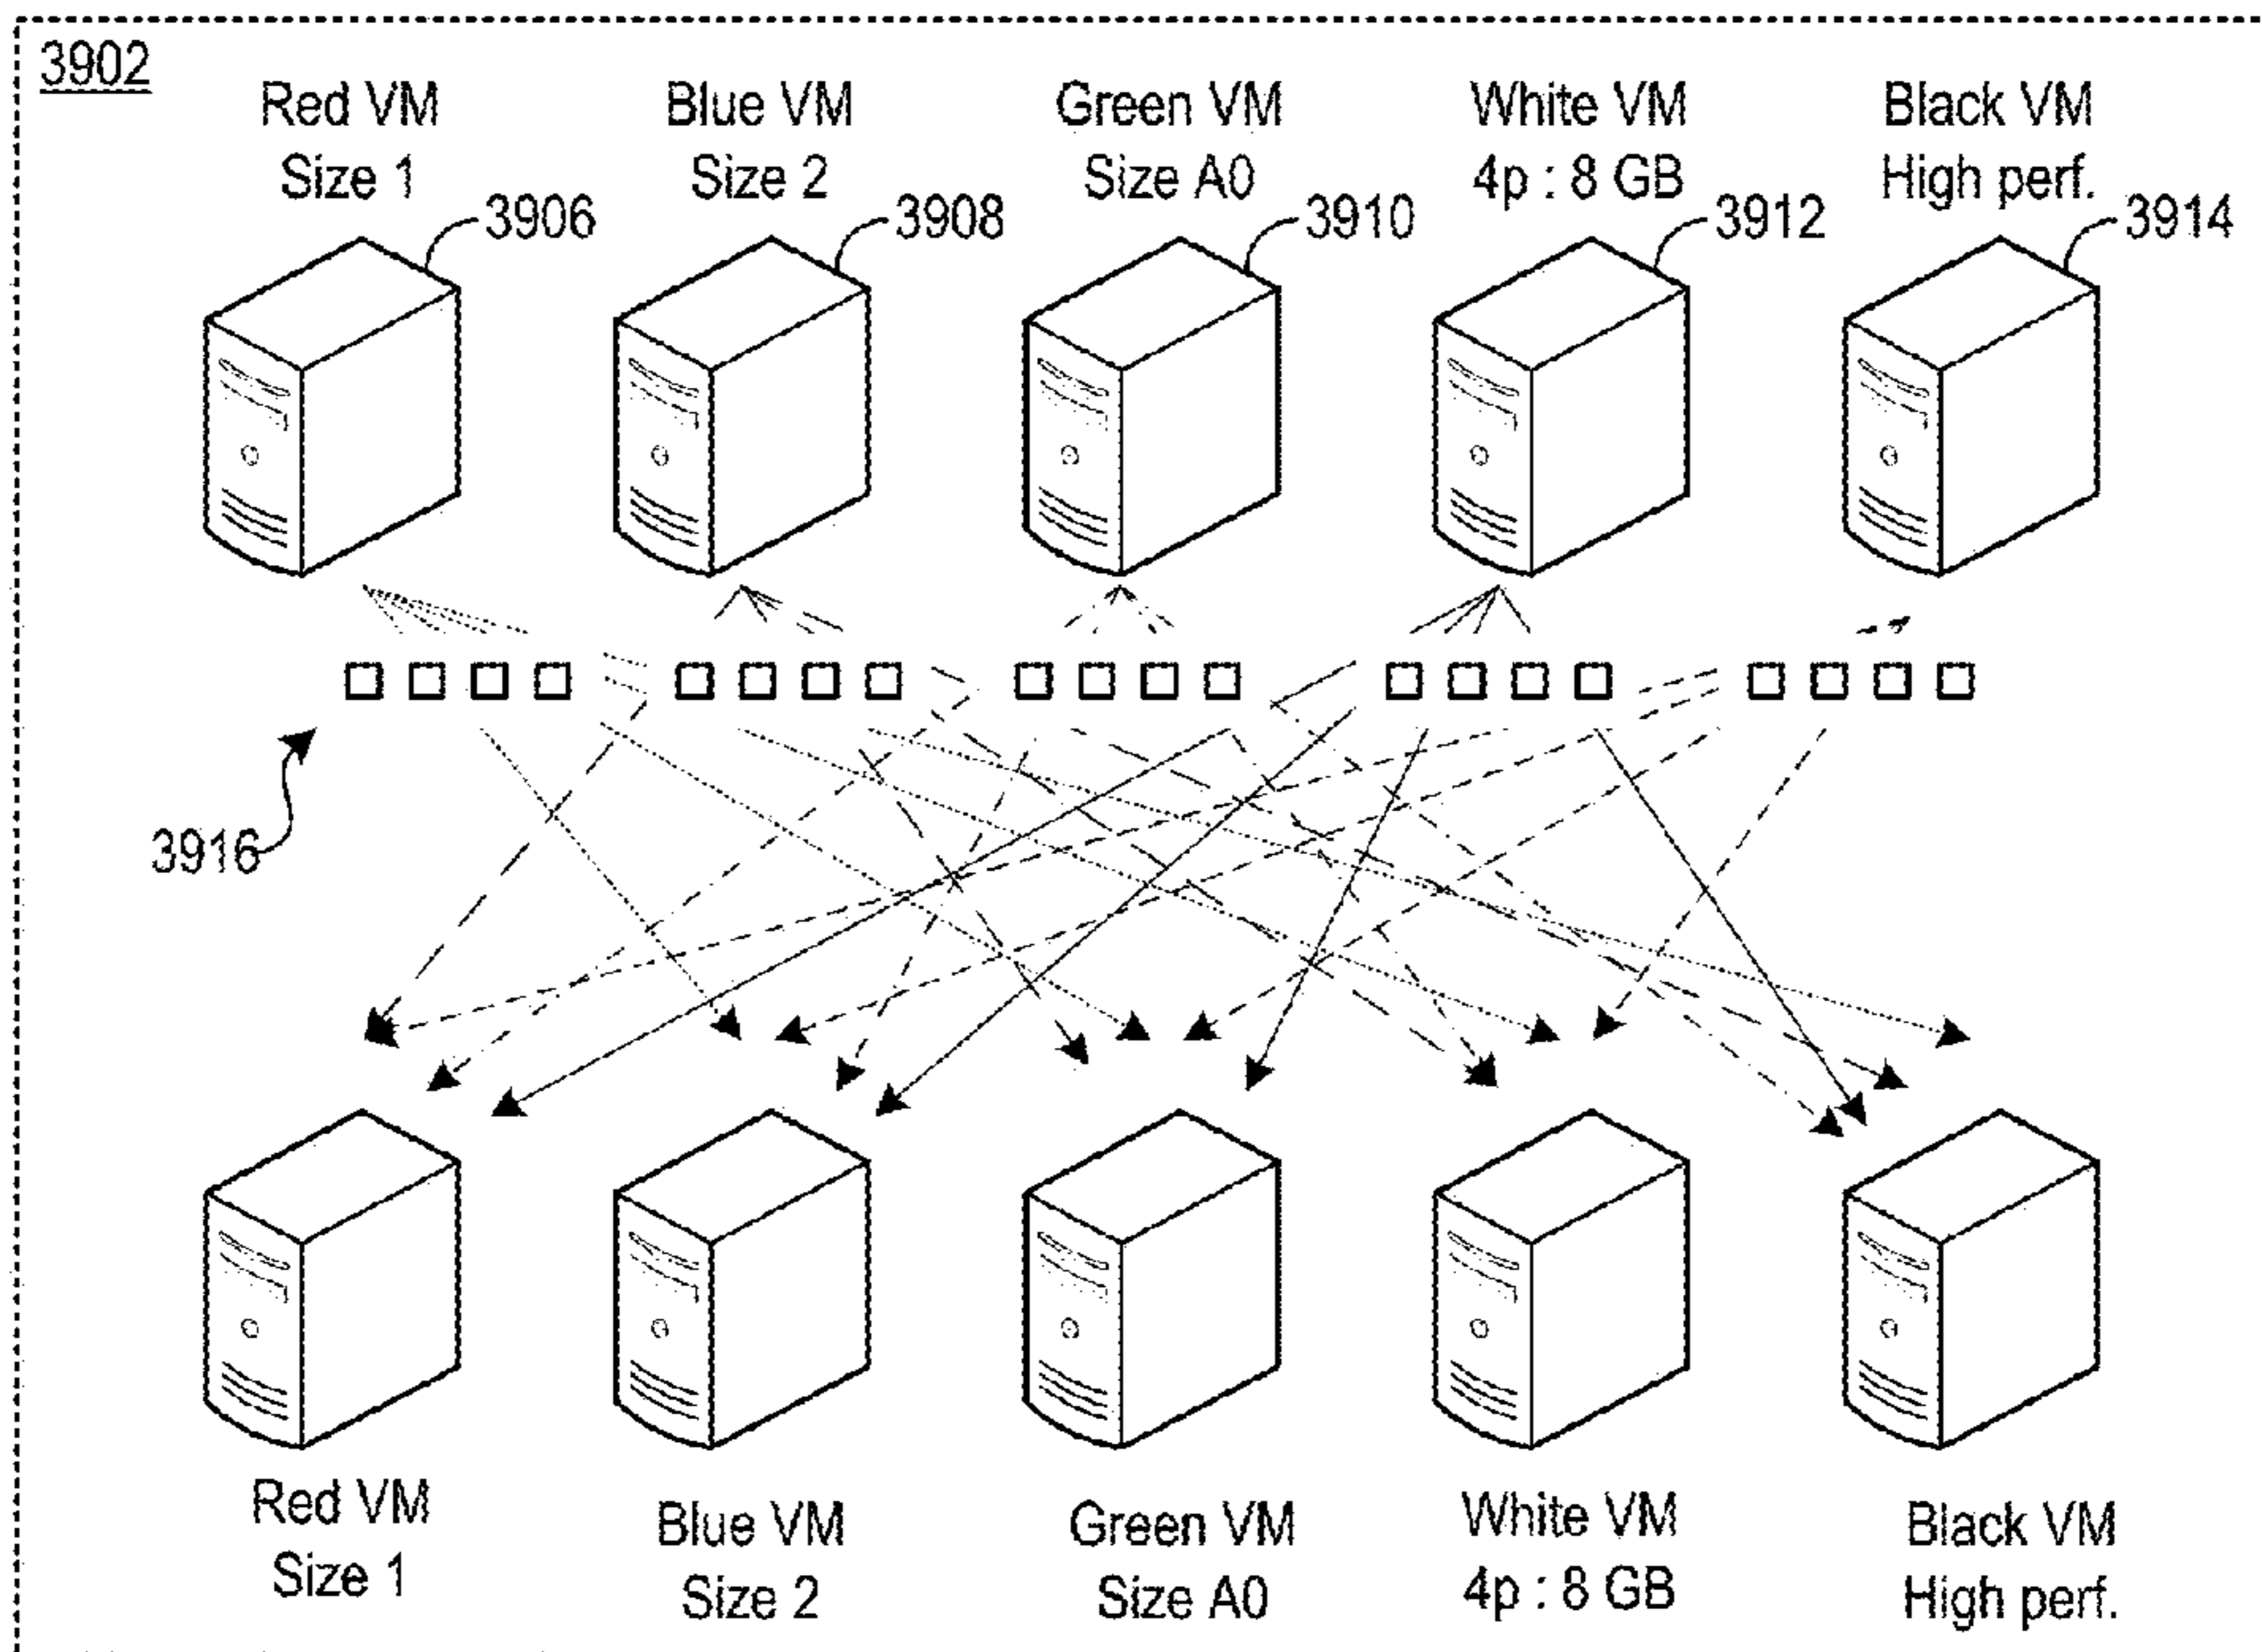 3902
Red VM
Size 1
Blue VM
Size 2
Green VM
Size A0
White VM
4p : 8 GB
Black VM
High perf.
3906
3908
3910
3912
3914
3916
Red VM
Size 1
Blue VM
Size 2
Green VM
Size A0
White VM
4p : 8 GB
Black VM
High perf.